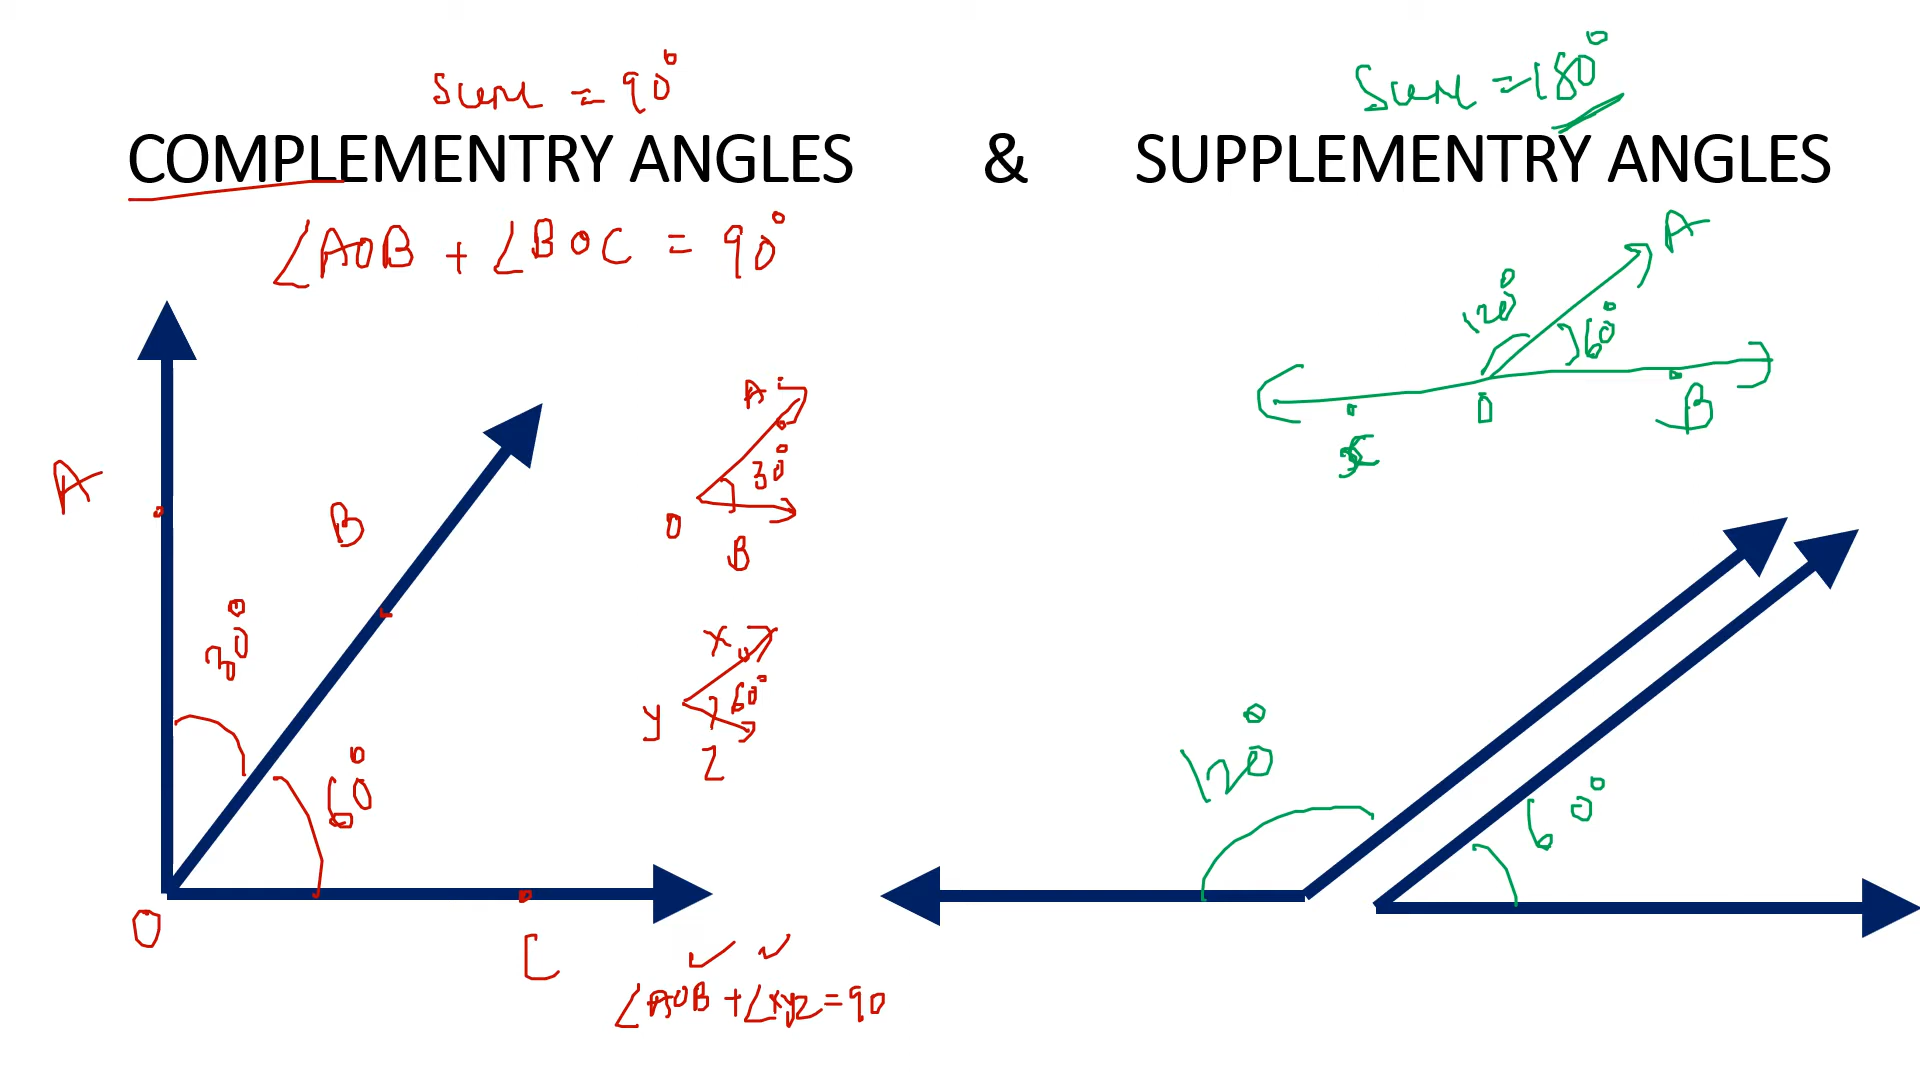 Sum = 90°
Sum = 180°
COMPLEMENTRY ANGLES & SUPPLEMENTRY ANGLES
∠AOB + ∠BOC = 90°
A
120°
60°
A
30°
O
B
C
O
B
A
B
30°
X
60°
y
Z
60°
O
C
120°
60°
∠AOB + ∠xyz = 90